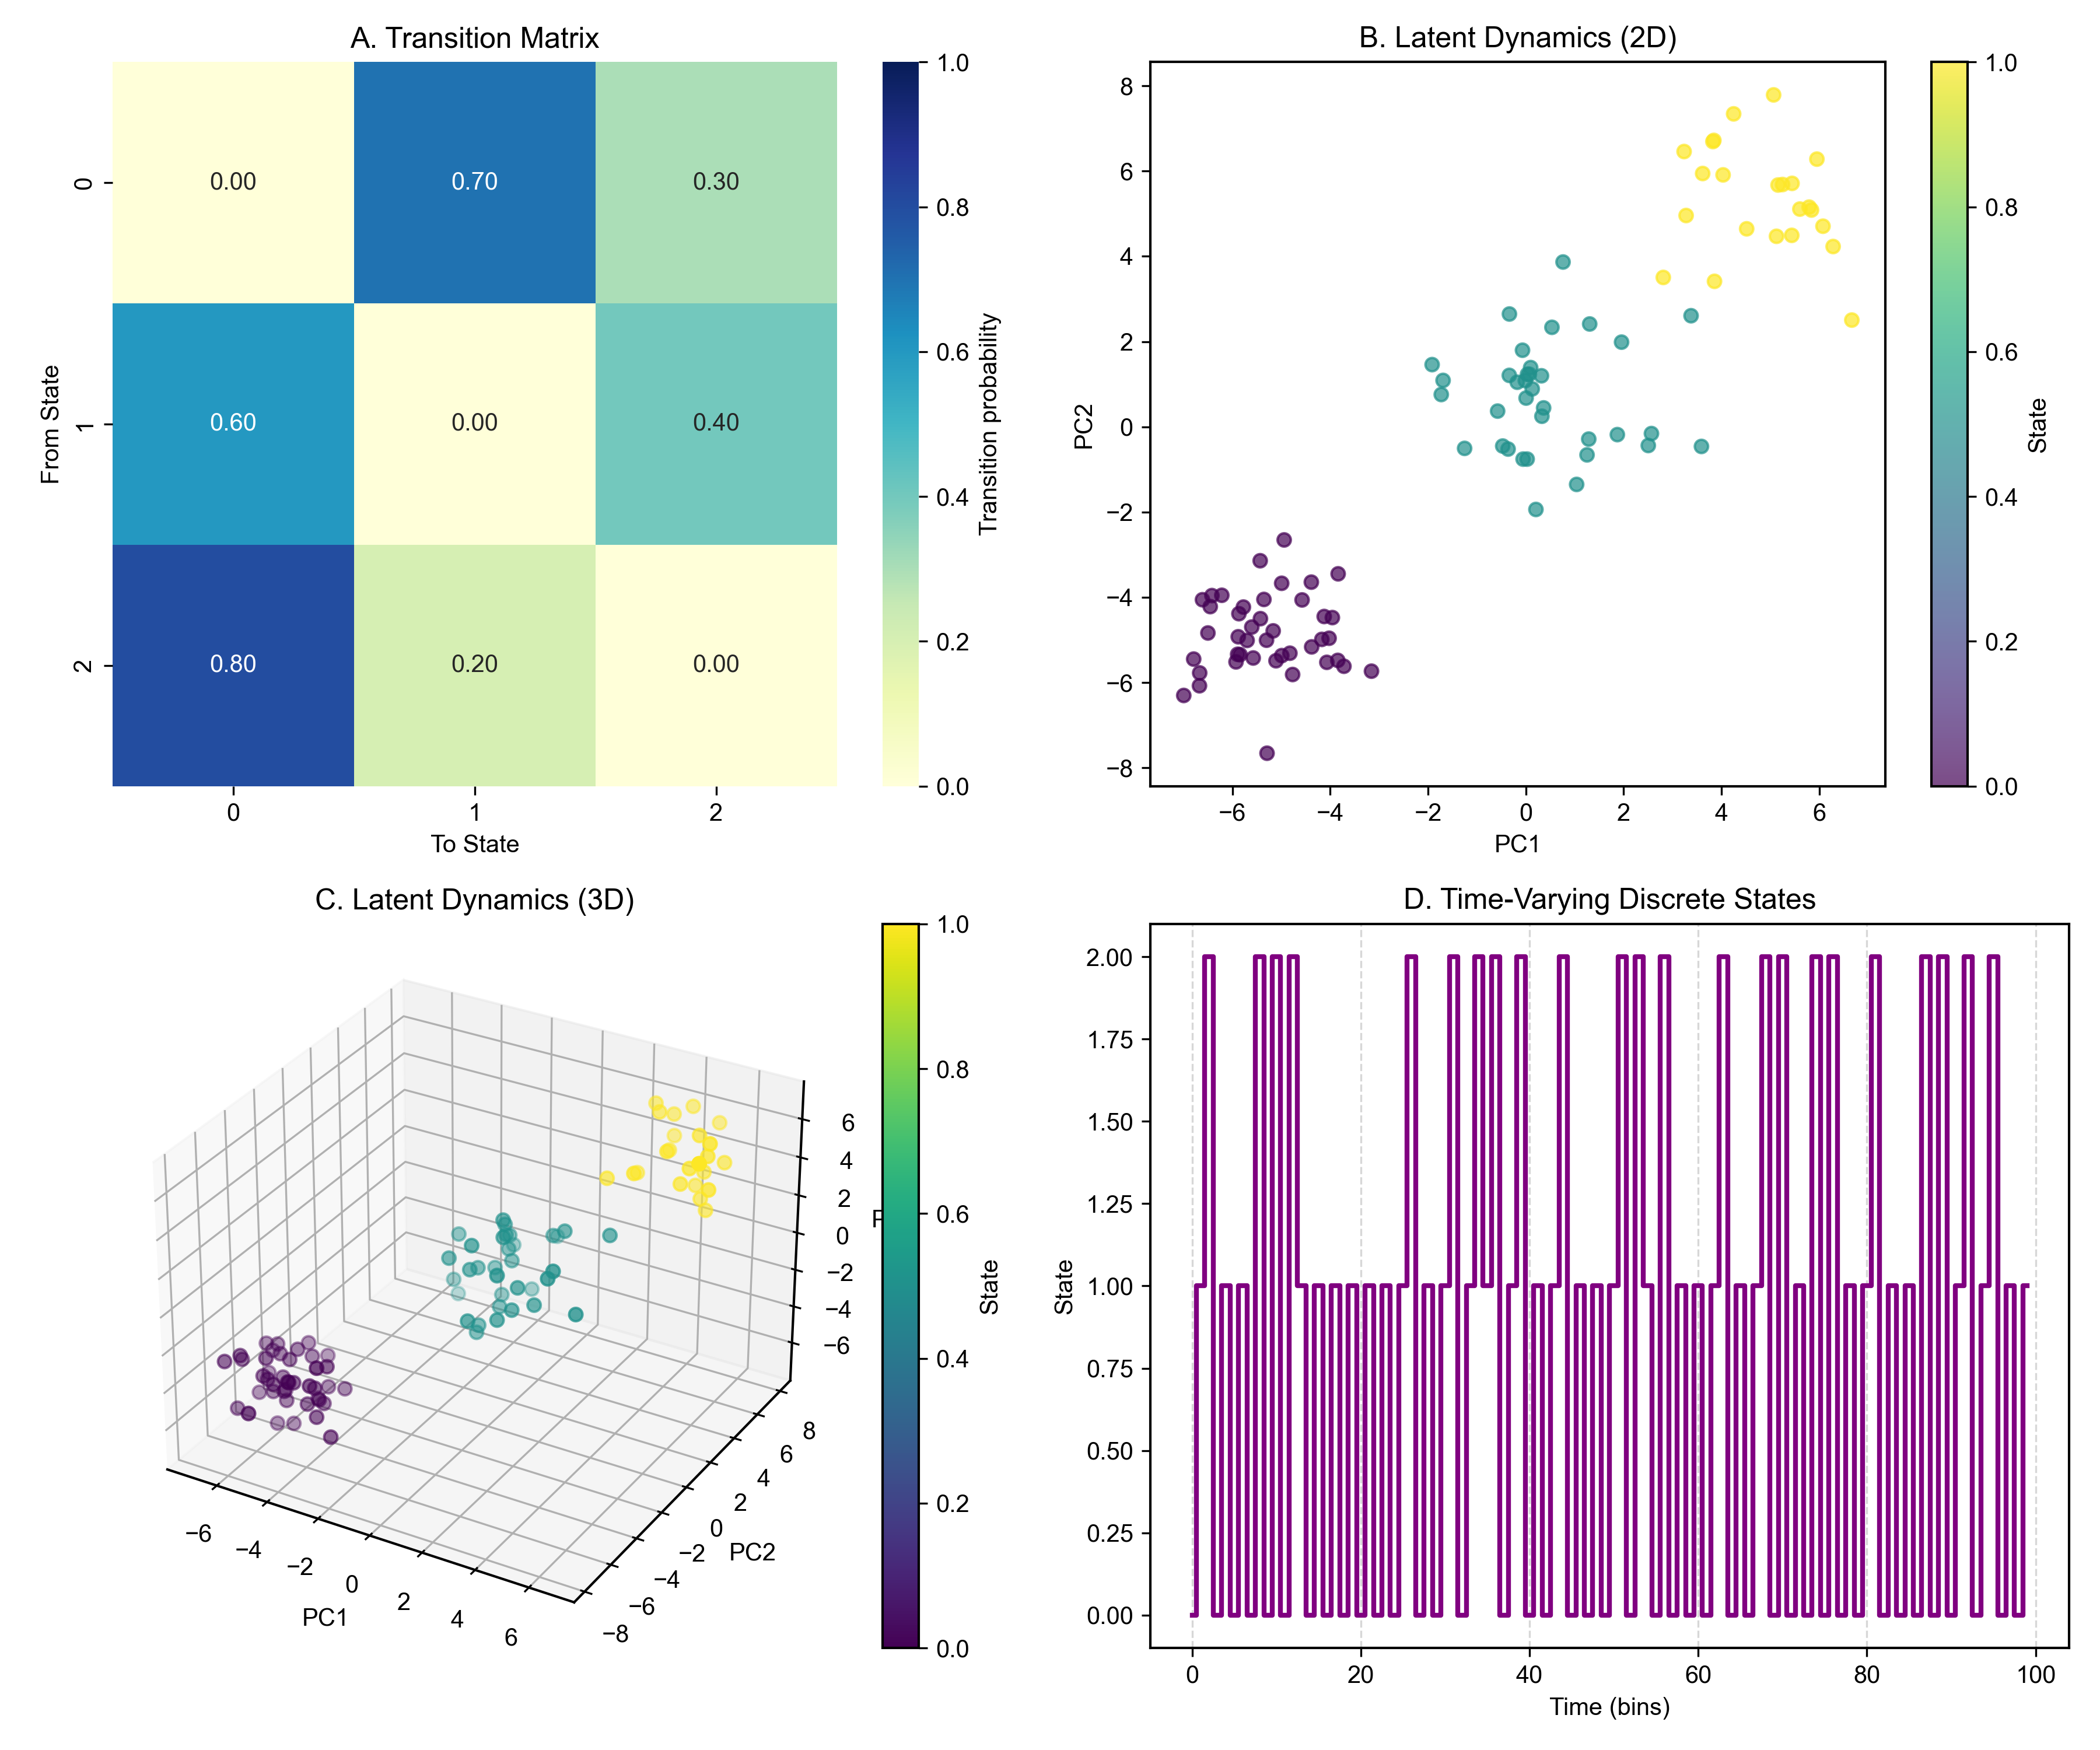 A. Transition Matrix
0.00 0.70 0.30
0.60 0.00 0.40
0.80 0.20 0.00
0
1
2
From State
0 1 2
To State
1.0
0.8
0.6
0.4
0.2
0.0
Transition probability
B. Latent Dynamics (2D)
8
6
4
2
0
−2
−4
−6
−8
PC2
−6 −4 −2 0 2 4 6
PC1
1.0
0.8
0.6
0.4
0.2
0.0
State
C. Latent Dynamics (3D)
6
4
2
0
−2
−4
−6
8
6
4
2
0
−2
−4
−6
−8
PC2
−6
−4
−2
0
2
4
6
PC1
1.0
0.8
0.6
0.4
0.2
0.0
State
D. Time-Varying Discrete States
2.00
1.75
1.50
1.25
1.00
0.75
0.50
0.25
0.00
State
0 20 40 60 80 100
Time (bins)